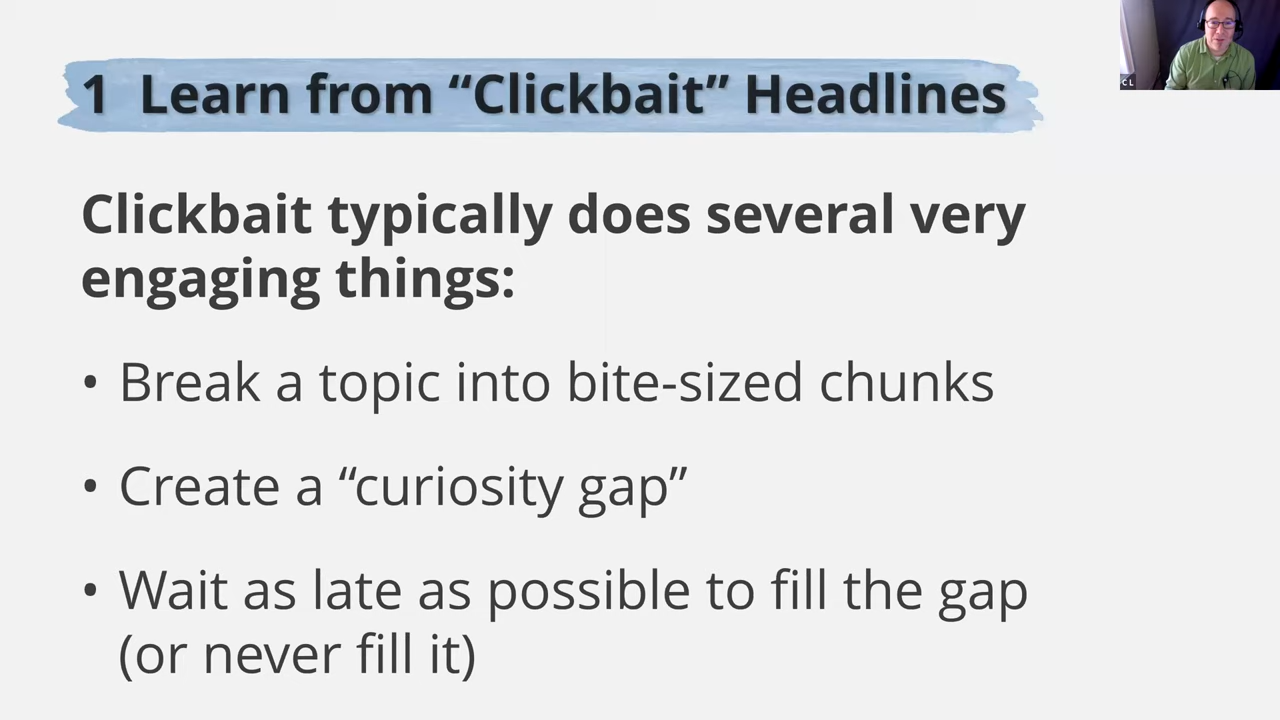 1 Learn from “Clickbait” Headlines
C L
Clickbait typically does several very
engaging things:
• Break a topic into bite-sized chunks
• Create a “curiosity gap”
• Wait as late as possible to fill the gap
(or never fill it)